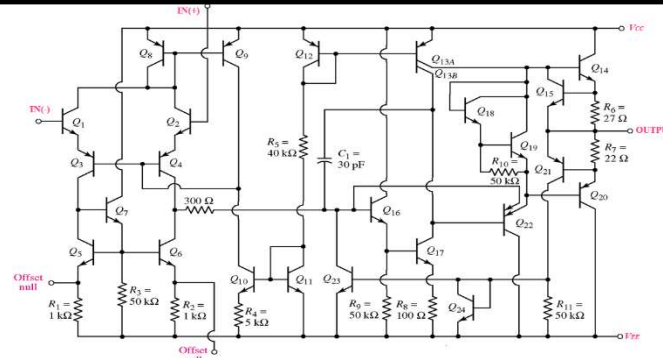 IN(+)
Vcc
Q8
Q9
Q12
Q13A
Q13B
Q14
Q15
Q18
IN(-)
Q1
Q2
R5 =
40 kΩ
C1 =
30 pF
R6 =
27 Ω
OUTPUT
Q19
R7 =
22 Ω
Q3
Q4
R10 =
50 kΩ
Q21
Q20
300 Ω
Q7
Q16
Q22
Q5
Q6
Q17
Offset
null
Q10
Q11
Q23
Q24
R1 =
1 kΩ
R3 =
50 kΩ
R2 =
1 kΩ
R4 =
5 kΩ
R9 =
50 kΩ
R8 =
100 Ω
R11 =
50 kΩ
Offset